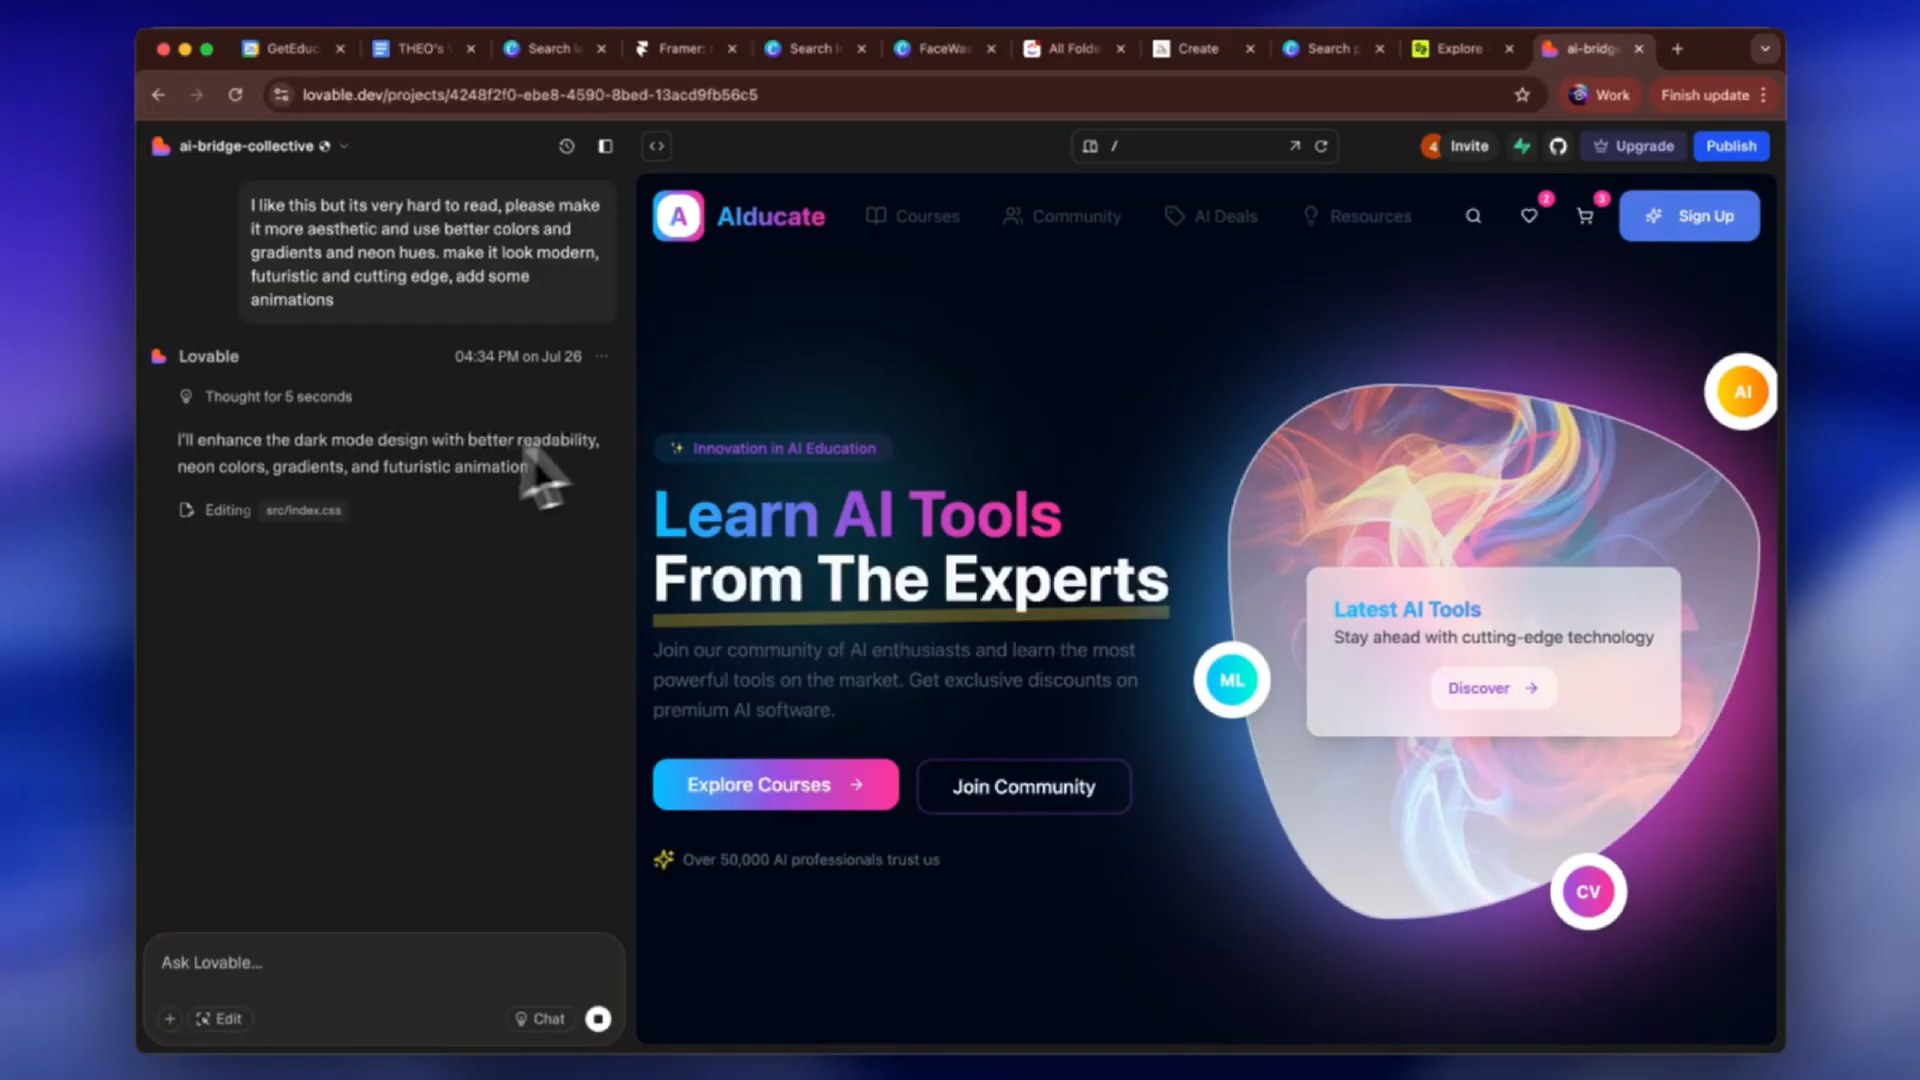 GetEduc
THEO's
Search
Framer:
Search
FaceWa
All Folde
Create
Search
Explore
ai-bridg
lovable.dev/projects/4248f2f0-ebe8-4590-8bed-13acd9fb56c5
Work
Finish update
ai-bridge-collective
/
4
Invite
Upgrade
Publish
I like this but its very hard to read, please make
it more aesthetic and use better colors and
gradients and neon hues. make it look modern,
futuristic and cutting edge, add some
animations
Lovable
04:34 PM on Jul 26
Thought for 5 seconds
I'll enhance the dark mode design with better readability,
neon colors, gradients, and futuristic animation
Editing src/index.css
Ask Lovable...
Edit
Chat
A
AIducate
Courses
Community
AI Deals
Resources
2
3
Sign Up
Innovation in AI Education
Learn AI Tools
From The Experts
Join our community of AI enthusiasts and learn the most
powerful tools on the market. Get exclusive discounts on
premium AI software.
Explore Courses
Join Community
Over 50,000 AI professionals trust us
AI
Latest AI Tools
Stay ahead with cutting-edge technology
Discover
ML
CV